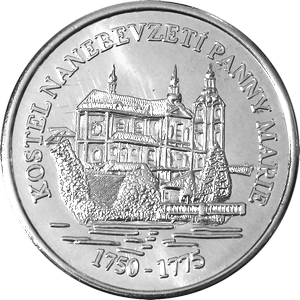 KOSTEL NANEBEVZETÍ PANNY MARIE
1750-1775